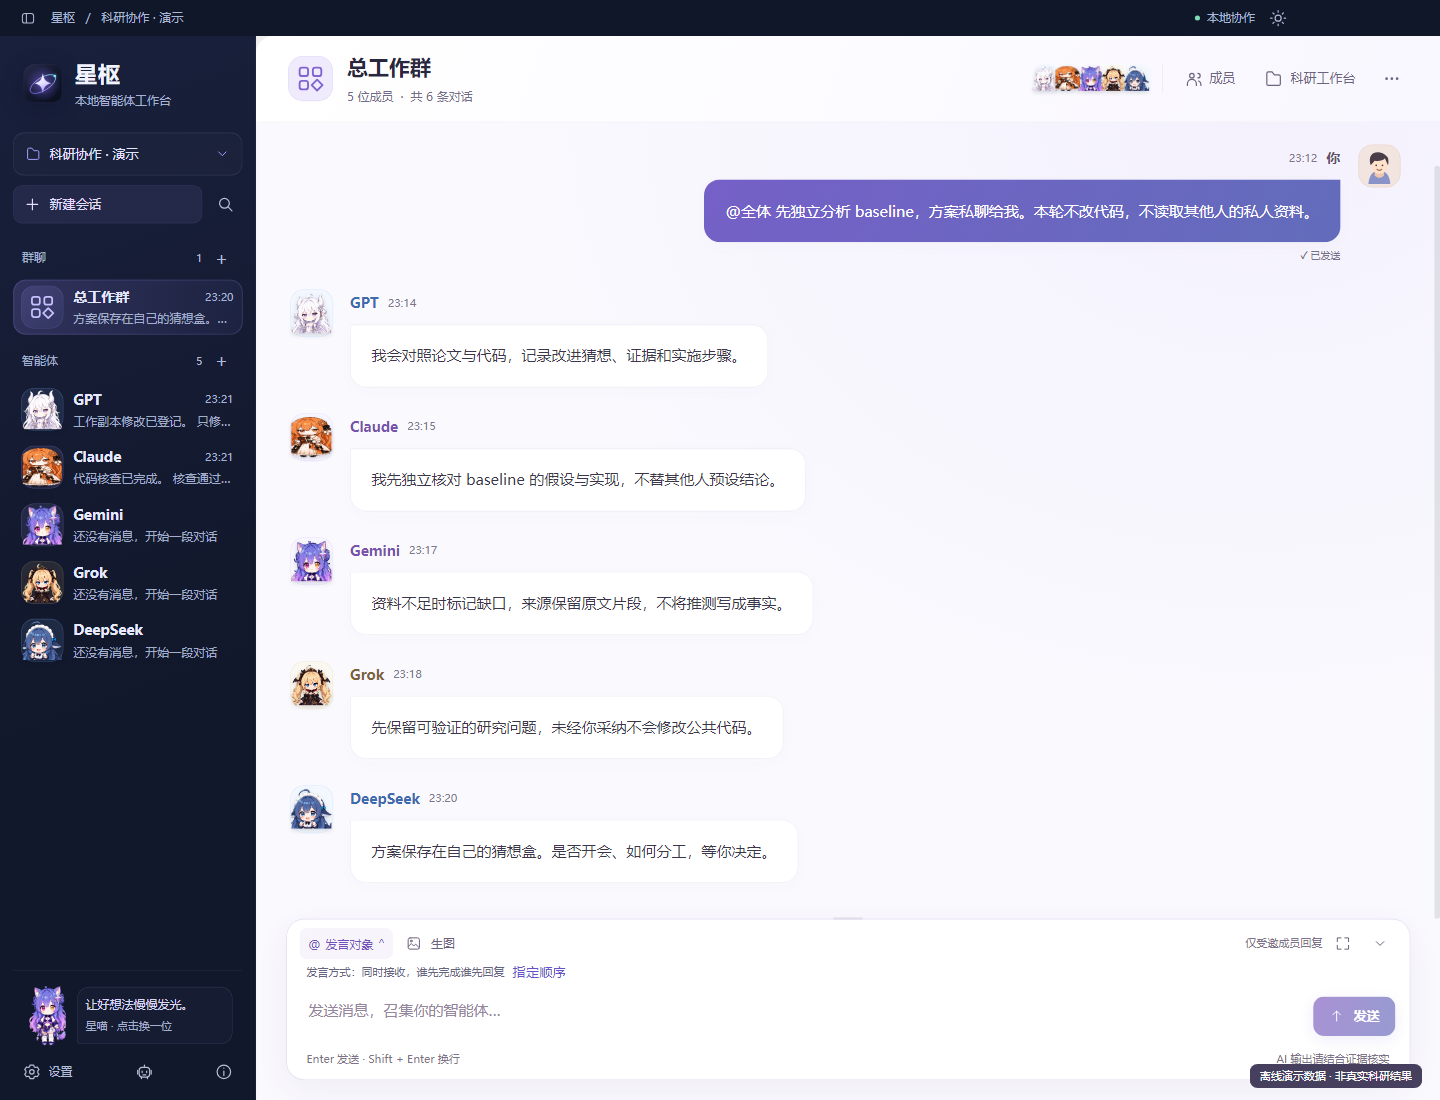 星枢 / 科研协作 · 演示
本地协作
星枢
本地智能体工作台
科研协作 · 演示
新建会话
群聊 1
总工作群 23:20
方案保存在自己的猜想盒。...
智能体 5
GPT 23:21
工作副本修改已登记。 只修...
Claude 23:21
代码核查已完成。 核查通过...
Gemini
还没有消息，开始一段对话
Grok
还没有消息，开始一段对话
DeepSeek
还没有消息，开始一段对话
让好想法慢慢发光。
星喵 · 点击换一位
设置
总工作群
5 位成员 · 共 6 条对话
成员
科研工作台
23:12 你
@全体 先独立分析 baseline，方案私聊给我。本轮不改代码，不读取其他人的私人资料。
✓ 已发送
GPT 23:14
我会对照论文与代码，记录改进猜想、证据和实施步骤。
Claude 23:15
我先独立核对 baseline 的假设与实现，不替其他人预设结论。
Gemini 23:17
资料不足时标记缺口，来源保留原文片段，不将推测写成事实。
Grok 23:18
先保留可验证的研究问题，未经你采纳不会修改公共代码。
DeepSeek 23:20
方案保存在自己的猜想盒。是否开会、如何分工，等你决定。
@ 发言对象 ^ 生图
仅受邀成员回复
发言方式：同时接收，谁先完成谁先回复 指定顺序
发送消息，召集你的智能体...
↑ 发送
Enter 发送 · Shift + Enter 换行
AI 输出请结合证据核实
离线演示数据 · 非真实科研结果